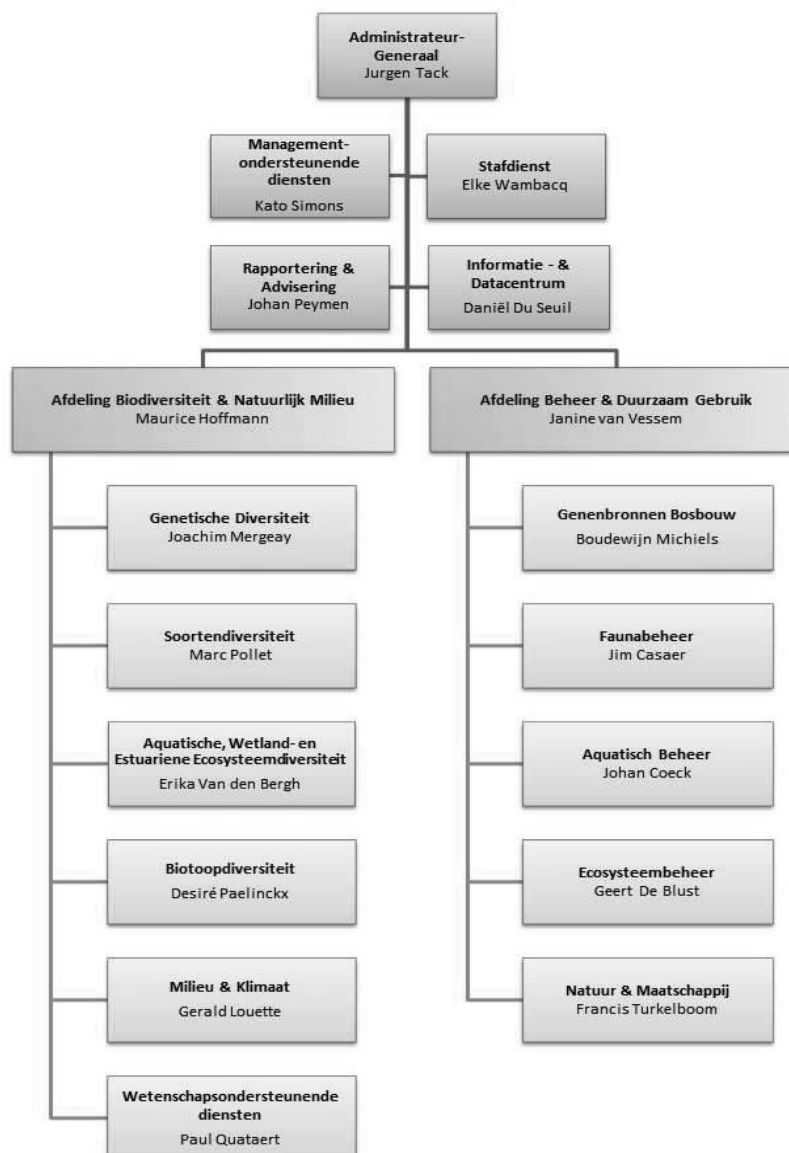 Administrateur-
Generaal
Jurgen Tack
Management-
ondersteunende
diensten
Kato Simons
Stafdienst
Elke Wambacq
Rapportering &
Advisering
Johan Peymen
Informatie - &
Datacentrum
Daniël Du Seuil
Afdeling Biodiversiteit & Natuurlijk Milieu
Maurice Hoffmann
Afdeling Beheer & Duurzaam Gebruik
Janine van Vessem
Genetische Diversiteit
Joachim Mergeay
Soortendiversiteit
Marc Pollet
Aquatische, Wetland- en
Estuariene Ecosysteemdiversiteit
Erika Van den Bergh
Biotoopdiversiteit
Desiré Paelinckx
Milieu & Klimaat
Gerald Louette
Wetenschapsondersteunende
diensten
Paul Quataert
Genenbronnen Bosbouw
Boudewijn Michiels
Faunabeheer
Jim Casaer
Aquatisch Beheer
Johan Coeck
Ecosysteembeheer
Geert De Blust
Natuur & Maatschappij
Francis Turkelboom